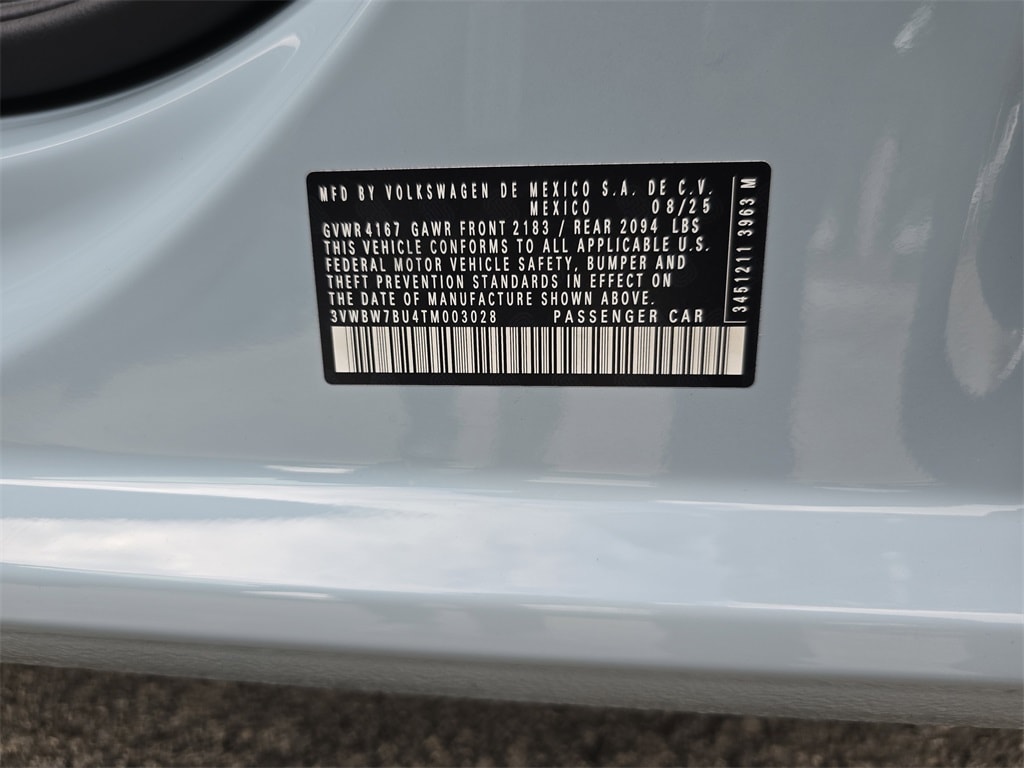 MFD BY VOLKSWAGEN DE MEXICO S.A. DE C.V.
MEXICO 08/25
GVWR 4167 GAWR FRONT 2183 / REAR 2094 LBS
THIS VEHICLE CONFORMS TO ALL APPLICABLE U.S.
FEDERAL MOTOR VEHICLE SAFETY, BUMPER AND
THEFT PREVENTION STANDARDS IN EFFECT ON
THE DATE OF MANUFACTURE SHOWN ABOVE.
3VWBW7BU4TM003028 PASSENGER CAR
3451211 3963 M